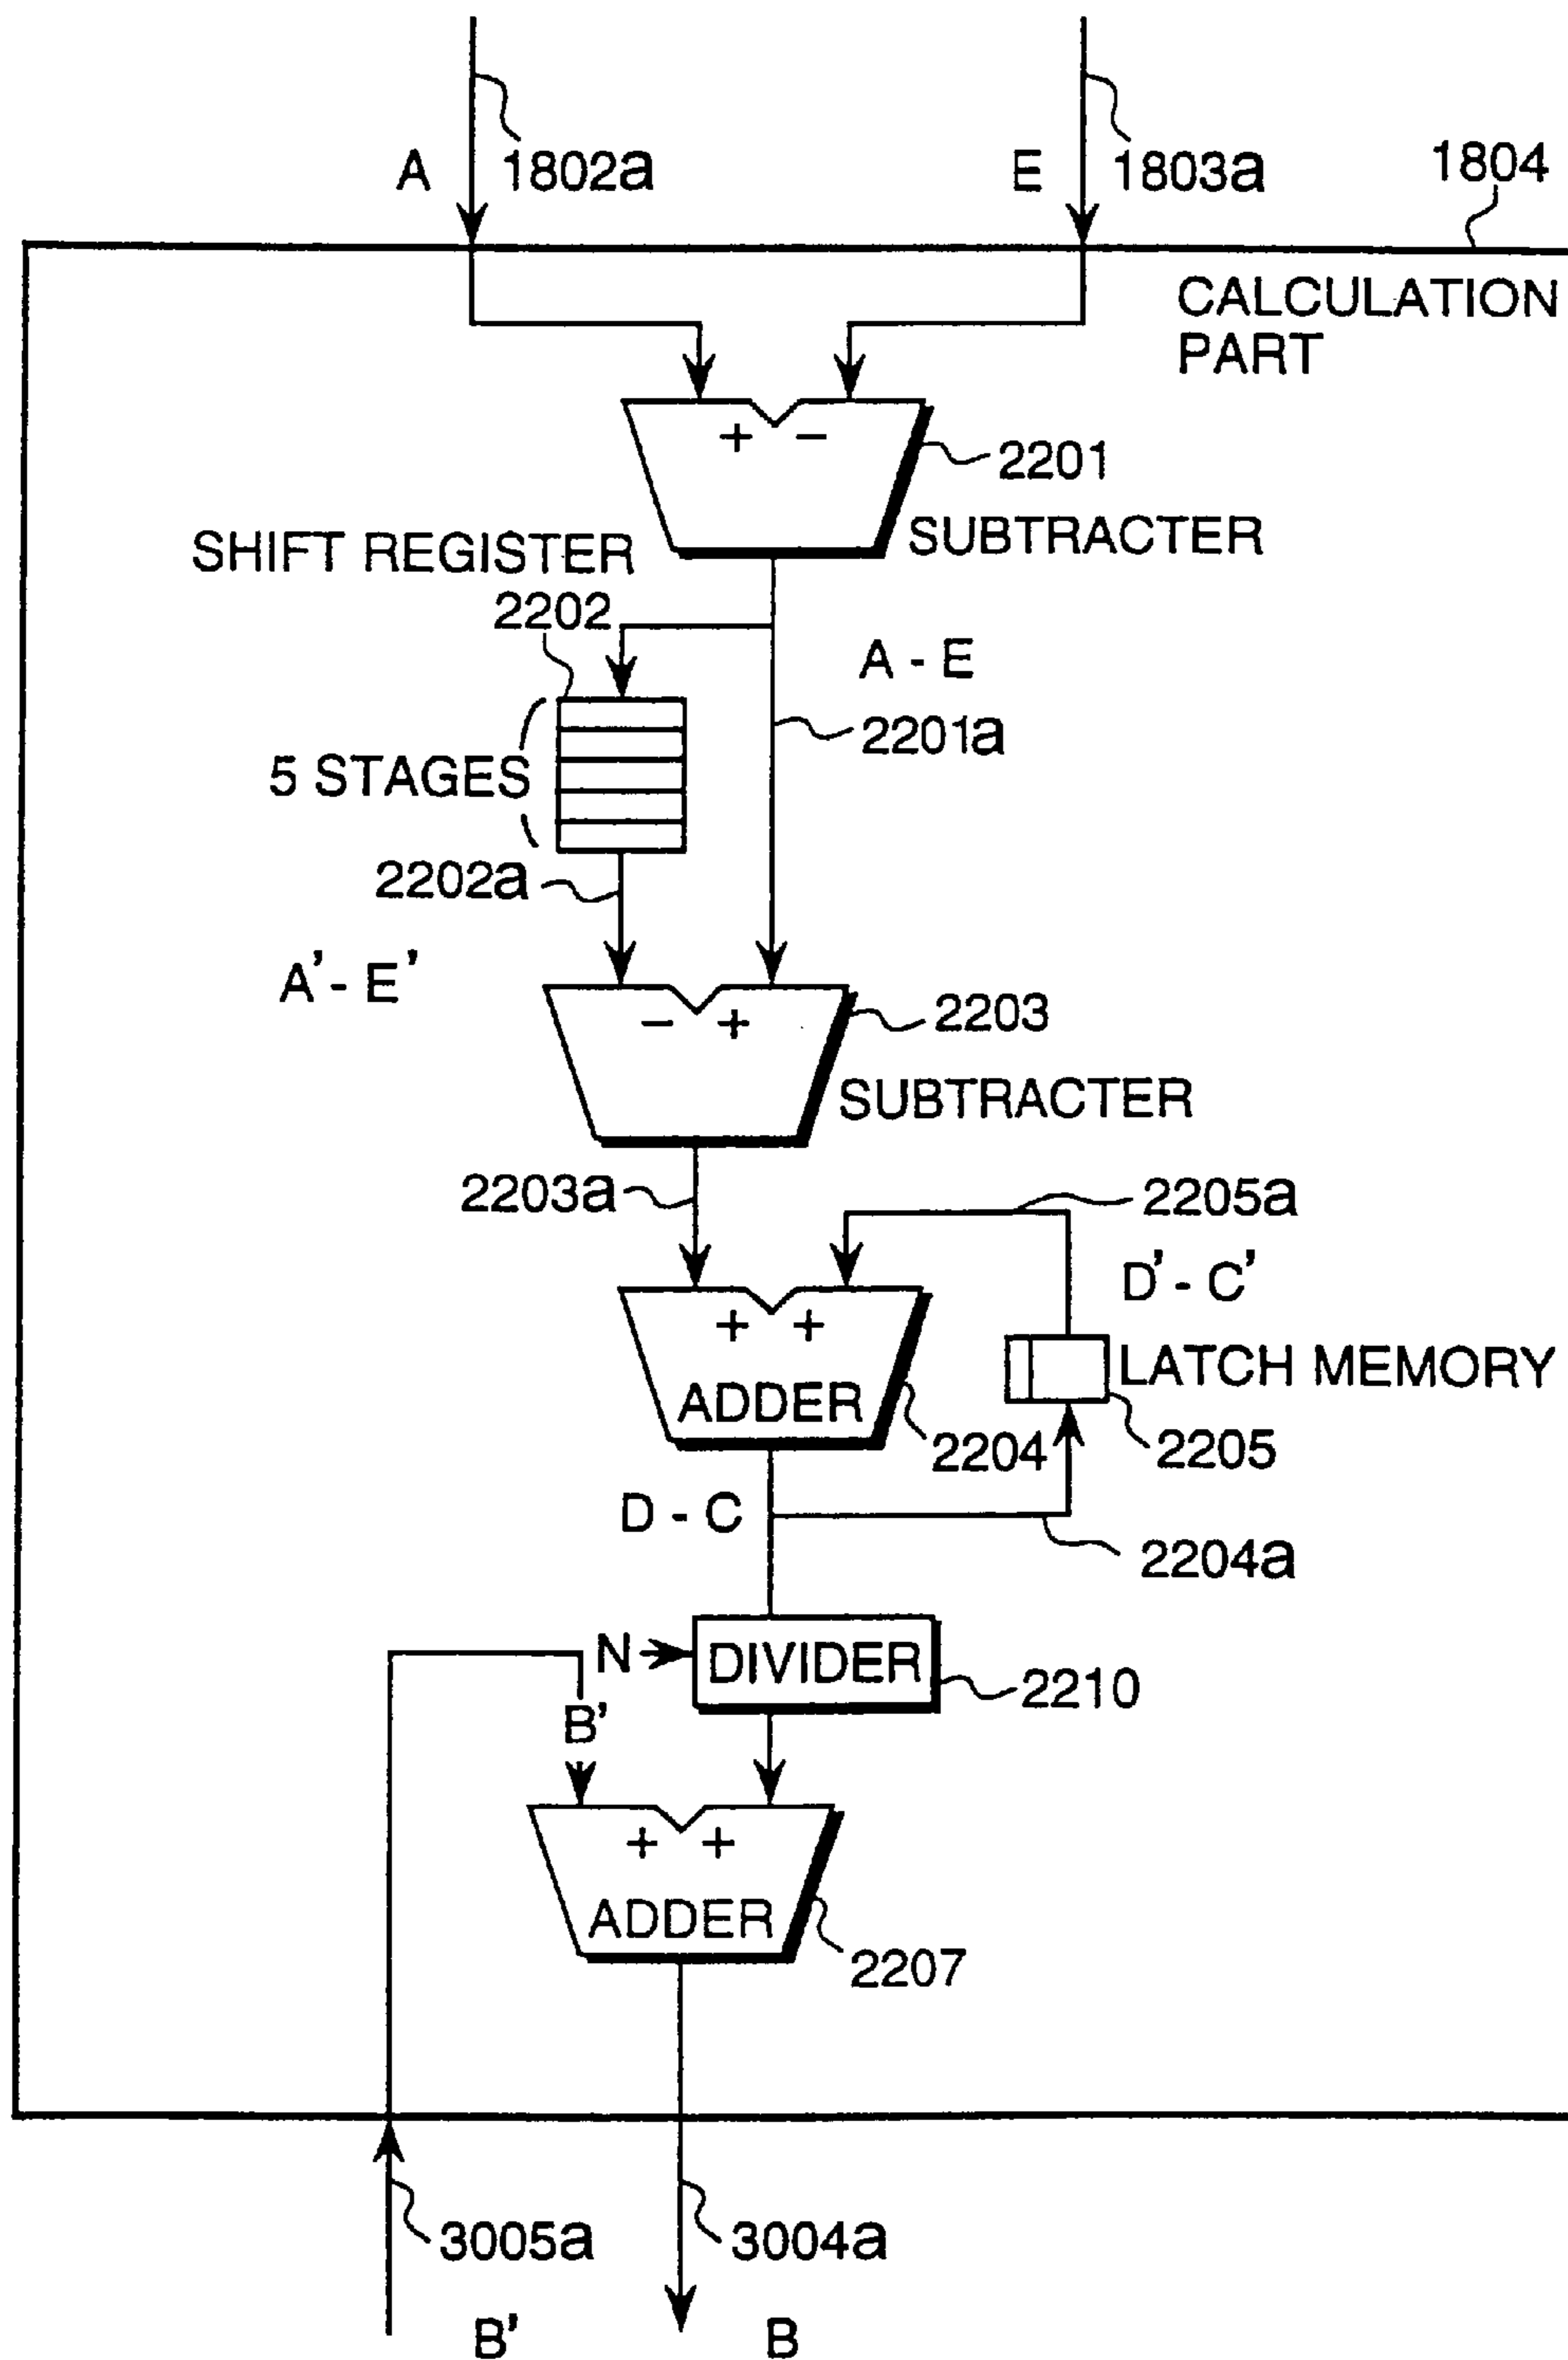 A
1802a
E
1803a
1804
CALCULATION
PART
+ −
2201
SUBTRACTER
SHIFT REGISTER
2202
A - E
2201a
5 STAGES
2202a
A' - E'
− +
2203
SUBTRACTER
2203a
2205a
D' - C'
+ +
ADDER
LATCH MEMORY
2204
2205
D - C
2204a
N
DIVIDER
2210
B'
+ +
ADDER
2207
3005a
3004a
B'
B